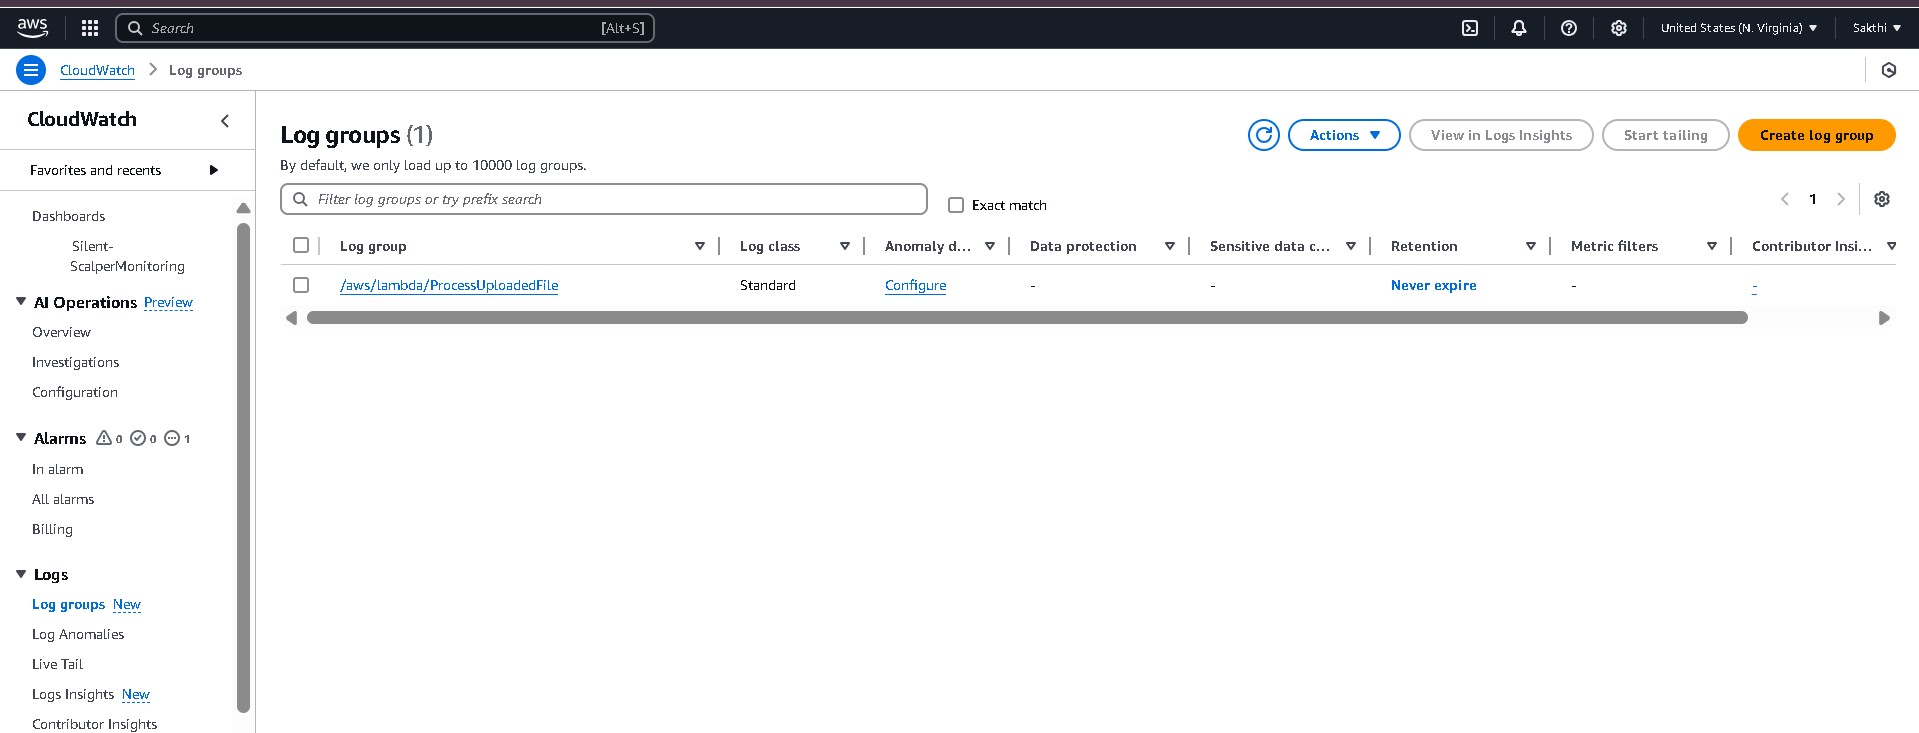 aws
Search [Alt+S]
United States (N. Virginia)
Sakthi
CloudWatch
Log groups
CloudWatch
Favorites and recents
Dashboards
Silent-
ScalperMonitoring
AI Operations Preview
Overview
Investigations
Configuration
Alarms 0 0 1
In alarm
All alarms
Billing
Logs
Log groups New
Log Anomalies
Live Tail
Logs Insights New
Contributor Insights
Log groups (1)
By default, we only load up to 10000 log groups.
Actions
View in Logs Insights
Start tailing
Create log group
Filter log groups or try prefix search
Exact match
1
Log group Log class Anomaly d... Data protection Sensitive data c... Retention Metric filters Contributor Insi...
/aws/lambda/ProcessUploadedFile Standard Configure - - Never expire - -